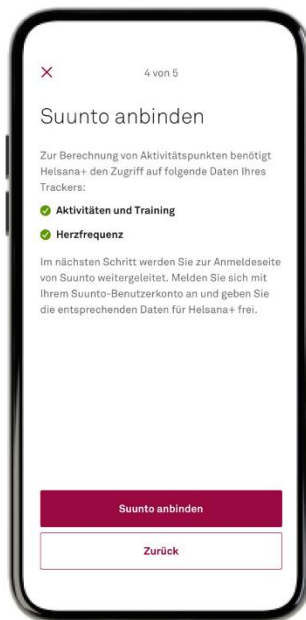 4 von 5
Suunto anbinden
Zur Berechnung von Aktivitätspunkten benötigt
Helsana+ den Zugriff auf folgende Daten Ihres
Trackers:
Aktivitäten und Training
Herzfrequenz
Im nächsten Schritt werden Sie zur Anmeldeseite
von Suunto weitergeleitet. Melden Sie sich mit
Ihrem Suunto-Benutzerkonto an und geben Sie
die entsprechenden Daten für Helsana+ frei.
Suunto anbinden
Zurück